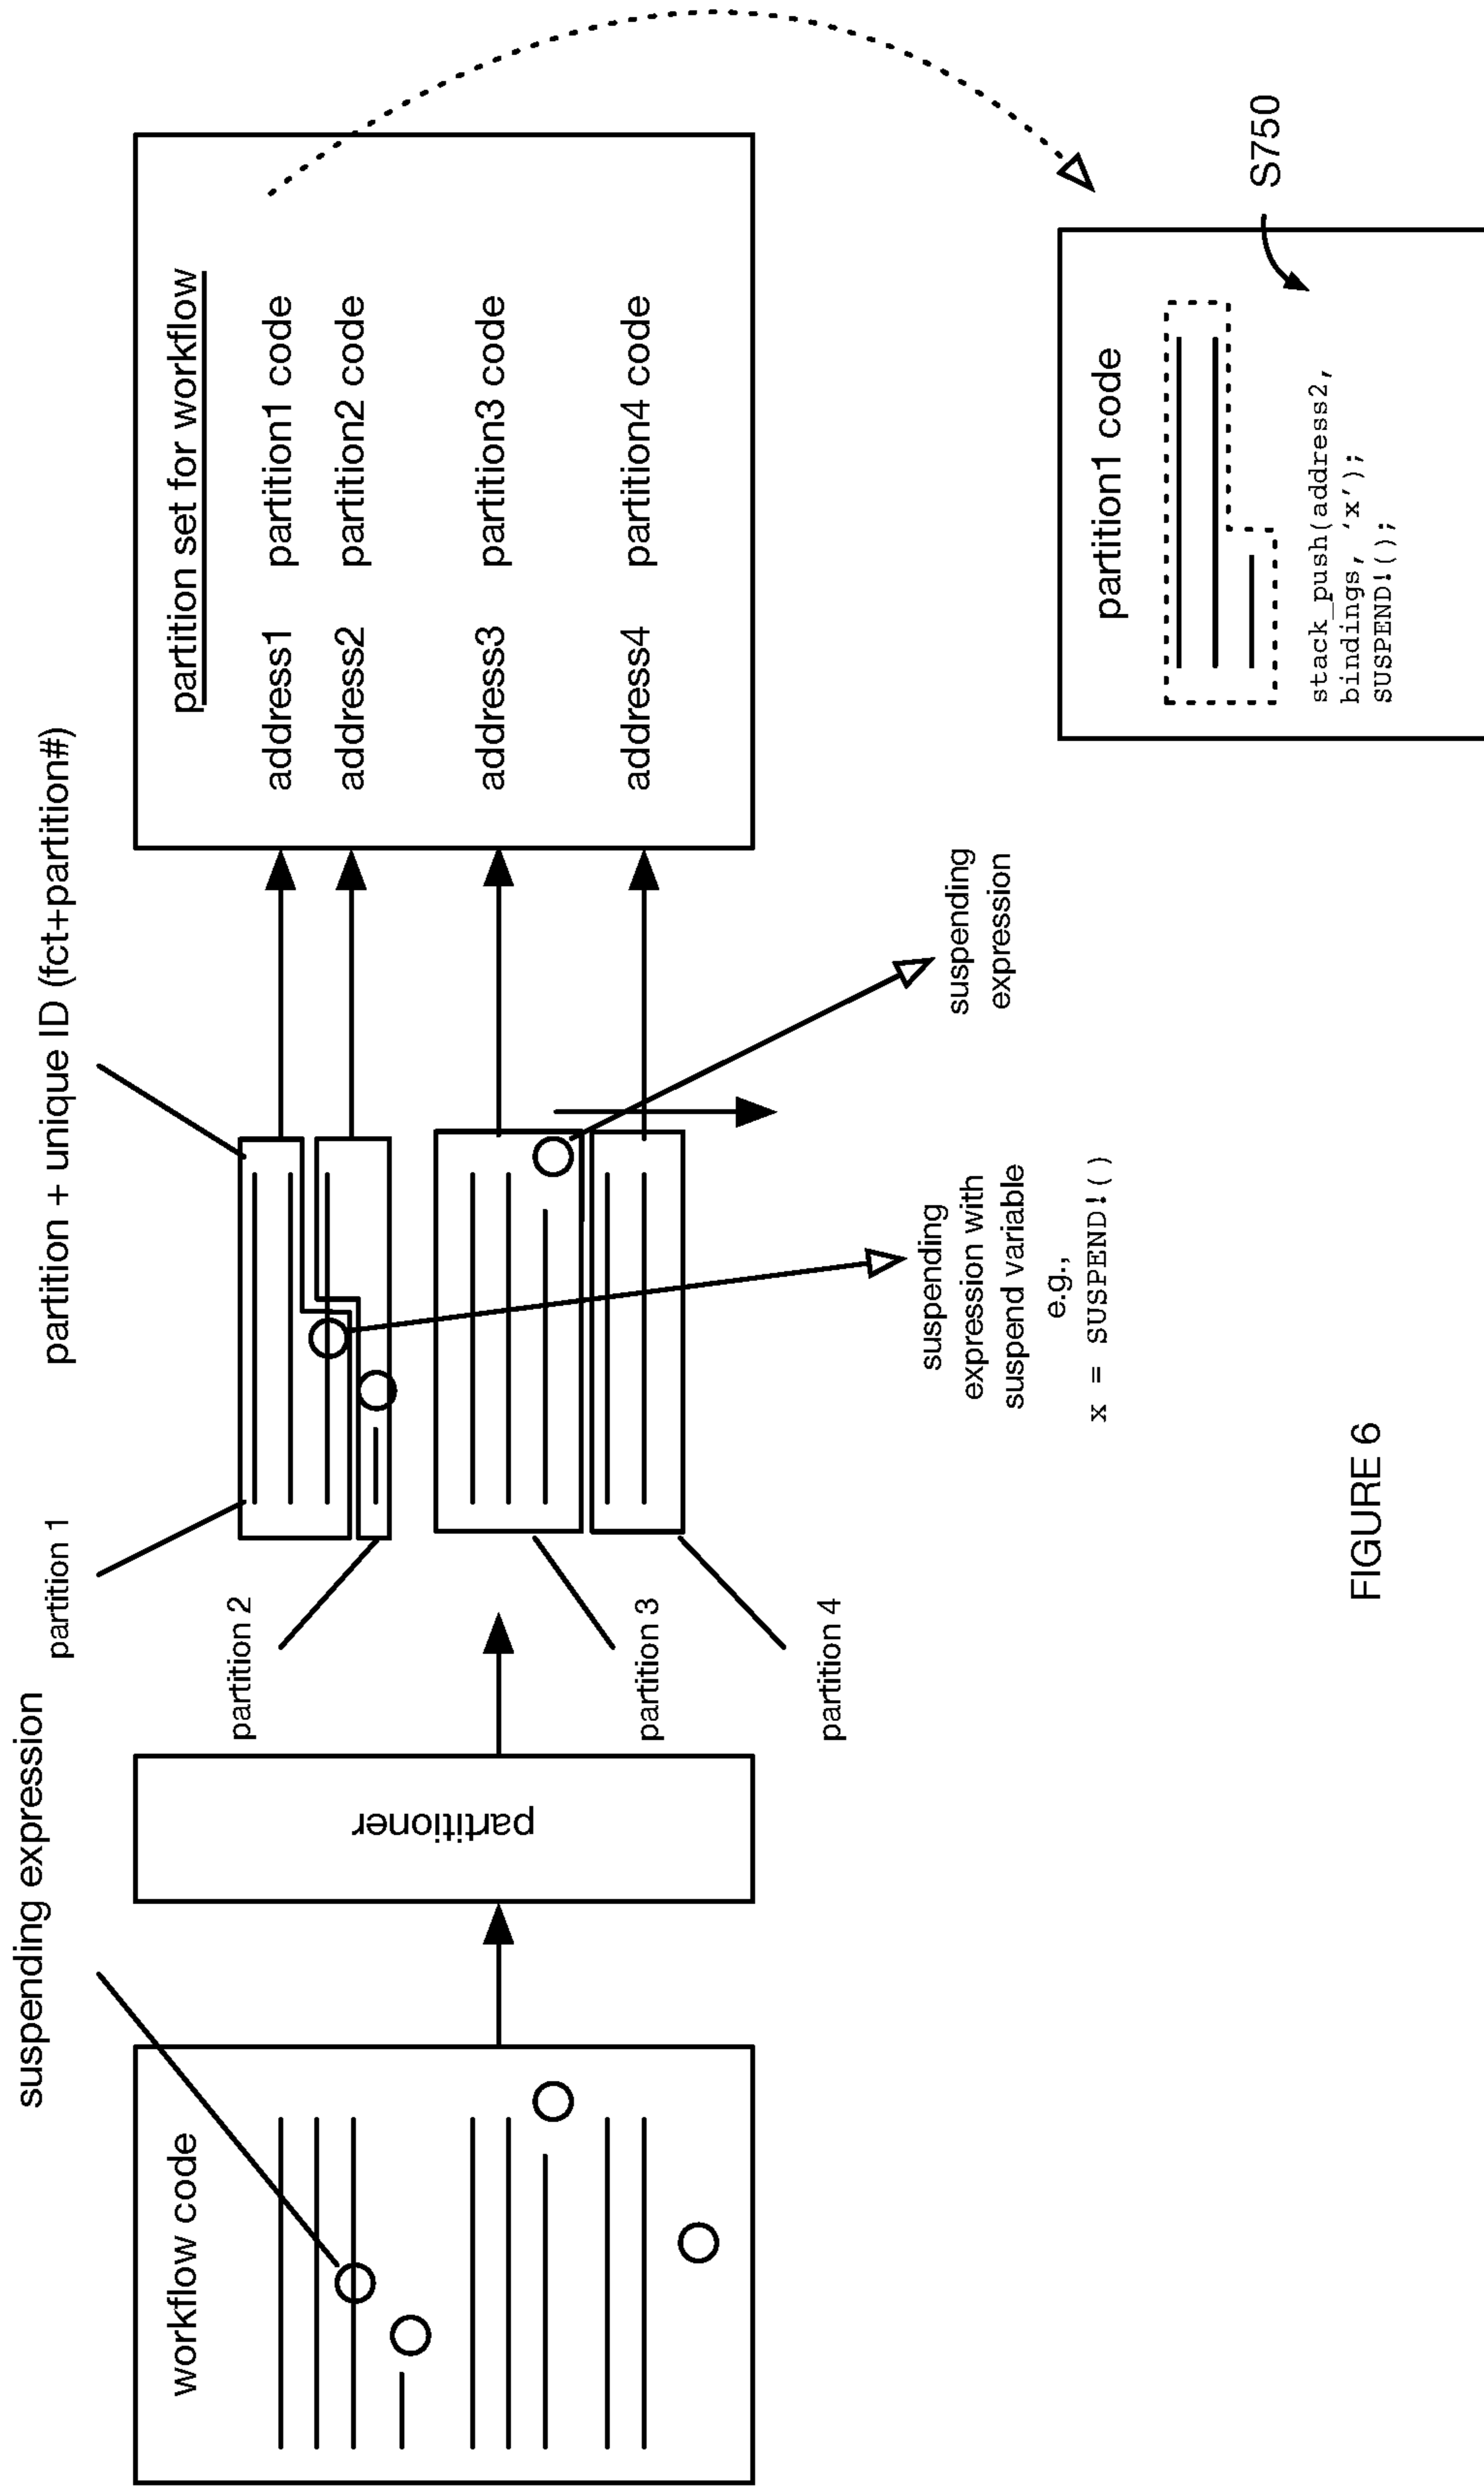 suspending expression
workflow code
partitioner
partition 1
partition 2
partition 3
partition 4
partition + unique ID (fct+partition#)
suspending
expression with
suspend variable
e.g.,
x = SUSPEND!()
suspending
expression
partition set for workflow
address1 partition1 code
address2 partition2 code
address3 partition3 code
address4 partition4 code
partition1 code
stack_push(address2,
bindings, ‘x’);
SUSPEND!();
S750
FIGURE 6